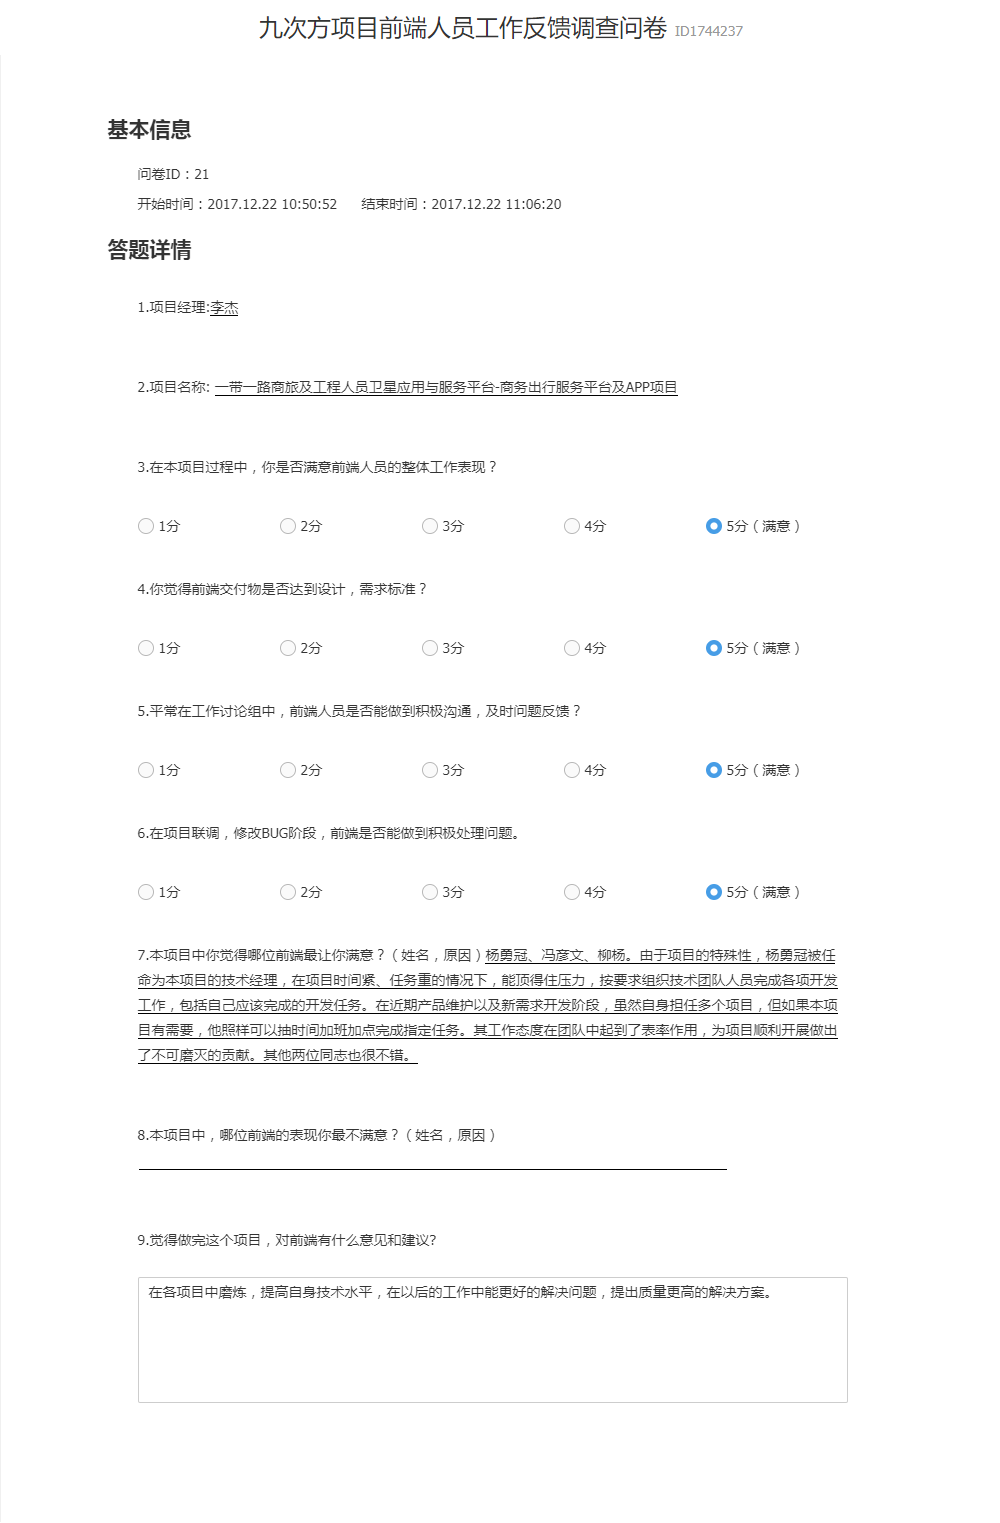 九次方项目前端人员工作反馈调查问卷 ID1744237
基本信息
问卷ID：21
开始时间：2017.12.22 10:50:52 结束时间：2017.12.22 11:06:20
答题详情
1.项目经理:李杰
2.项目名称: 一带一路商旅及工程人员卫星应用与服务平台-商务出行服务平台及APP项目
3.在本项目过程中，你是否满意前端人员的整体工作表现？
1分 2分 3分 4分 5分（满意）
4.你觉得前端交付物是否达到设计，需求标准？
1分 2分 3分 4分 5分（满意）
5.平常在工作讨论组中，前端人员是否能做到积极沟通，及时问题反馈？
1分 2分 3分 4分 5分（满意）
6.在项目联调，修改BUG阶段，前端是否能做到积极处理问题。
1分 2分 3分 4分 5分（满意）
7.本项目中你觉得哪位前端最让你满意？（姓名，原因）杨勇冠、冯彦文、柳杨。由于项目的特殊性，杨勇冠被任
命为本项目的技术经理，在项目时间紧、任务重的情况下，能顶得住压力，按要求组织技术团队人员完成各项开发
工作，包括自己应该完成的开发任务。在近期产品维护以及新需求开发阶段，虽然自身担任多个项目，但如果本项
目有需要，他照样可以抽时间加班加点完成指定任务。其工作态度在团队中起到了表率作用，为项目顺利开展做出
了不可磨灭的贡献。其他两位同志也很不错。
8.本项目中，哪位前端的表现你最不满意？（姓名，原因）
9.觉得做完这个项目，对前端有什么意见和建议?
在各项目中磨炼，提高自身技术水平，在以后的工作中能更好的解决问题，提出质量更高的解决方案。